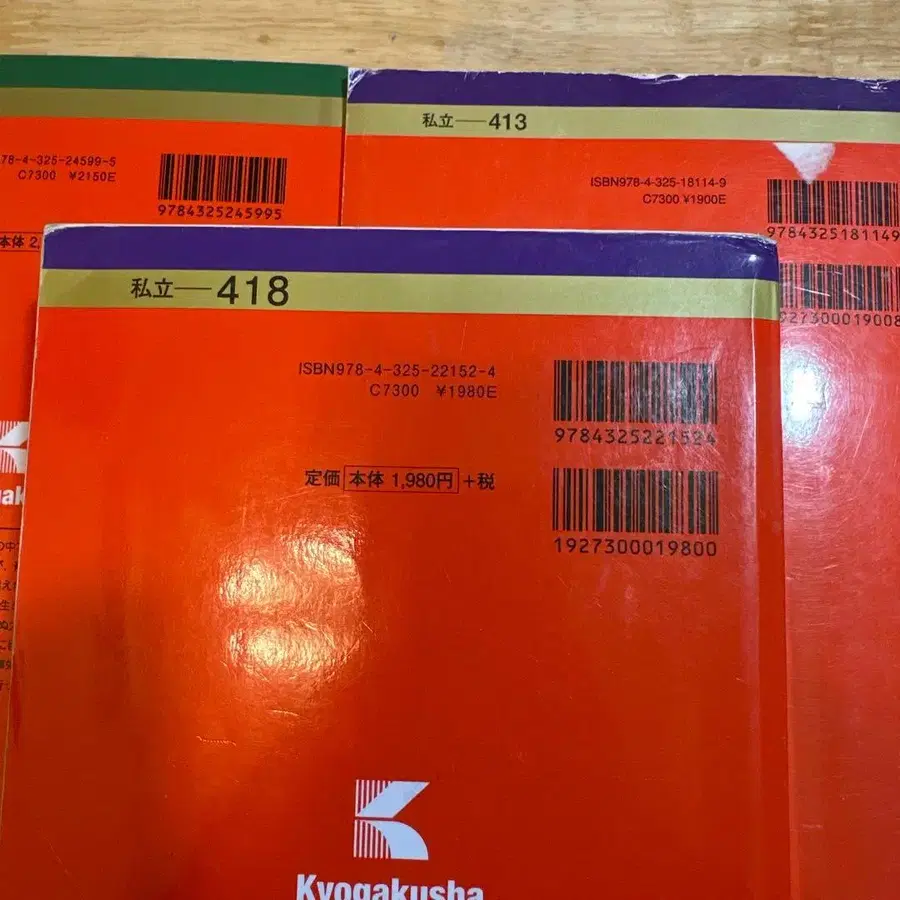 78-4-325-24599-5
C7300 ¥2150E
9784325245995
本体 2,
私立—413
ISBN978-4-325-18114-9
C7300 ¥1900E
9784325181149
927300019008
私立—418
ISBN978-4-325-22152-4
C7300 ¥1980E
9784325221524
定価 本体 1,980円 +税
1927300019800
Kyogakusha